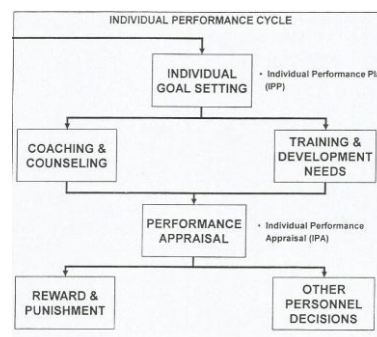 INDIVIDUAL PERFORMANCE CYCLE
INDIVIDUAL
GOAL SETTING
• Individual Performance Pl
(IPP)
COACHING &
COUNSELING
TRAINING &
DEVELOPMENT
NEEDS
PERFORMANCE
APPRAISAL
• Individual Performance
Appraisal (IPA)
REWARD &
PUNISHMENT
OTHER
PERSONNEL
DECISIONS